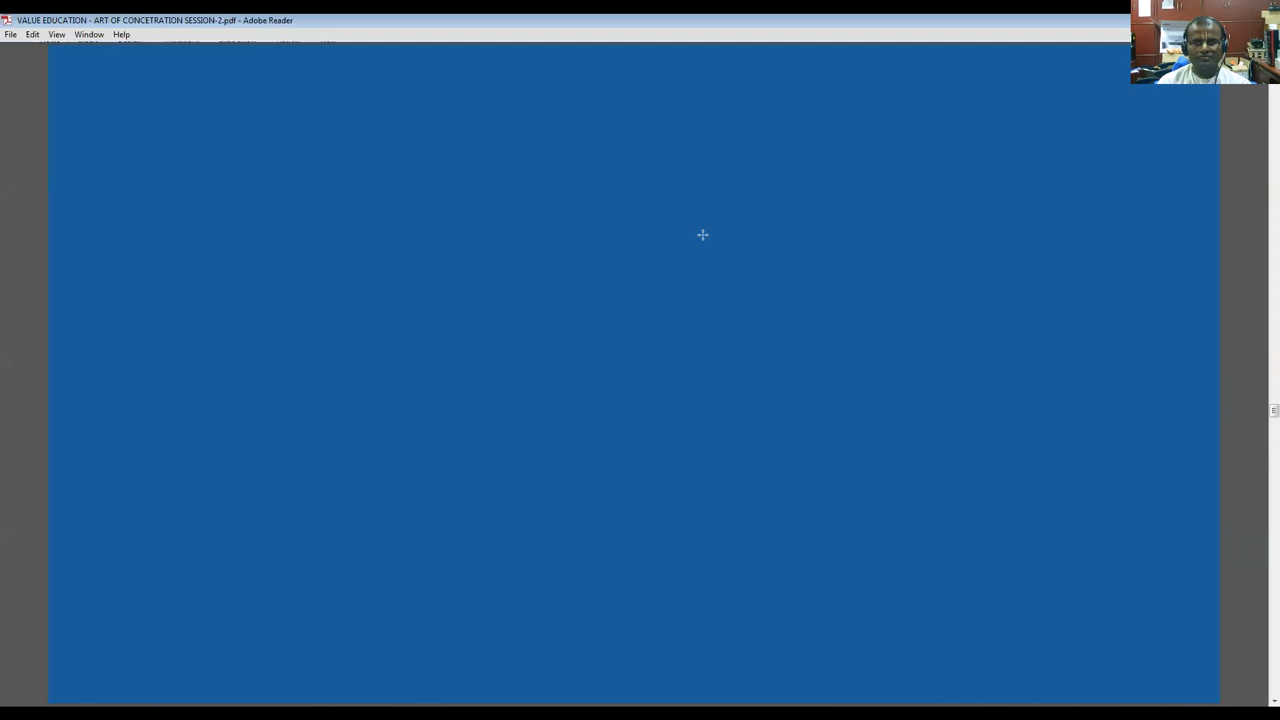 VALUE EDUCATION - ART OF CONCETRATION SESSION-2.pdf - Adobe Reader
File Edit View Window Help